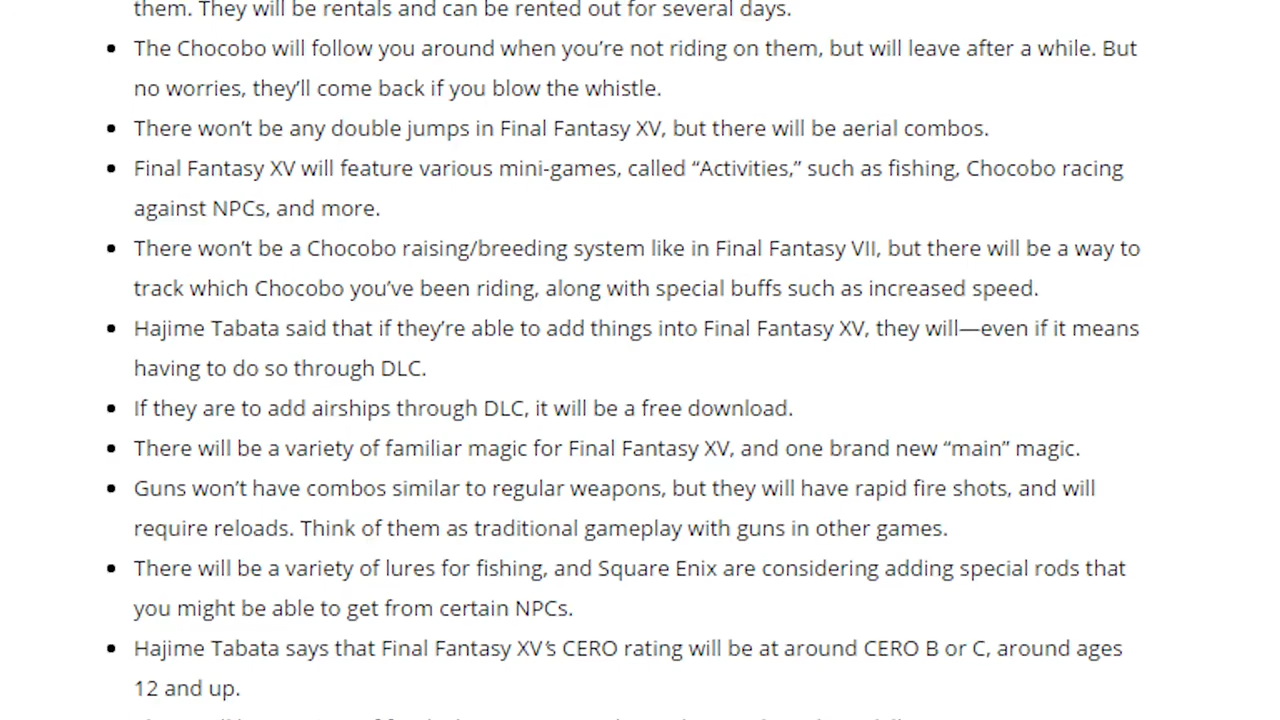 them. They will be rentals and can be rented out for several days.
• The Chocobo will follow you around when you’re not riding on them, but will leave after a while. But
no worries, they’ll come back if you blow the whistle.
• There won’t be any double jumps in Final Fantasy XV, but there will be aerial combos.
• Final Fantasy XV will feature various mini-games, called “Activities,” such as fishing, Chocobo racing
against NPCs, and more.
• There won’t be a Chocobo raising/breeding system like in Final Fantasy VII, but there will be a way to
track which Chocobo you’ve been riding, along with special buffs such as increased speed.
• Hajime Tabata said that if they’re able to add things into Final Fantasy XV, they will—even if it means
having to do so through DLC.
• If they are to add airships through DLC, it will be a free download.
• There will be a variety of familiar magic for Final Fantasy XV, and one brand new “main” magic.
• Guns won’t have combos similar to regular weapons, but they will have rapid fire shots, and will
require reloads. Think of them as traditional gameplay with guns in other games.
• There will be a variety of lures for fishing, and Square Enix are considering adding special rods that
you might be able to get from certain NPCs.
• Hajime Tabata says that Final Fantasy XV’s CERO rating will be at around CERO B or C, around ages
12 and up.